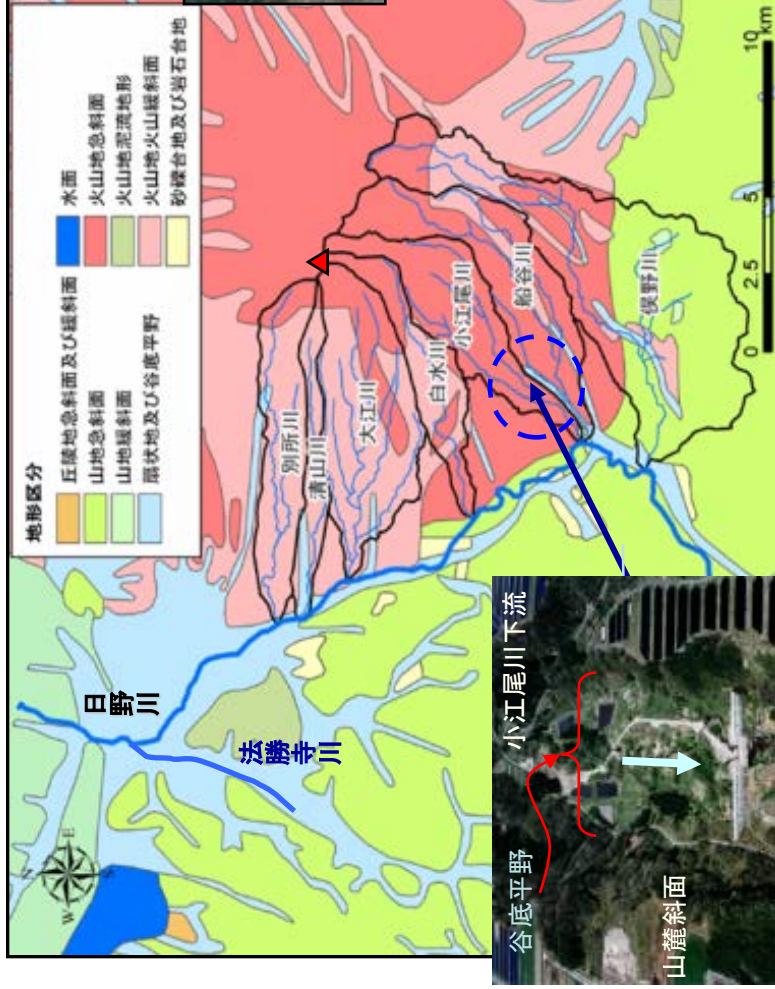 地形区分
丘陵地急斜面及び緩斜面
山地急斜面
山地緩斜面
扇状地及び谷底平野
水面
火山地急斜面
火山地泥流地形
火山地火山緩斜面
砂礫台地及び岩石台地
N
E
S
W
日野川
法勝寺川
別所川
清山川
大江川
白水川
小江尾川
船谷川
俣野川
0 2.5 5 10 km
谷底平野
小江尾川下流
山麓斜面